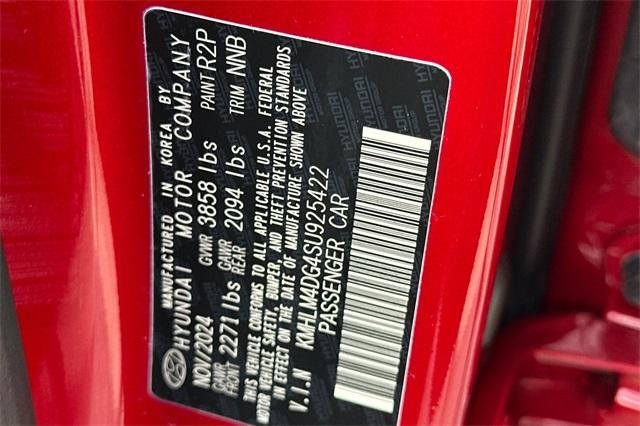 MANUFACTURED IN KOREA BY
HYUNDAI MOTOR COMPANY
NOV/2024 GVWR 3858 lbs PAINT R2P
GAWR FRONT 2271lbs GAWR REAR 2094 lbs TRIM NNB
THIS VEHICLE CONFORMS TO ALL APPLICABLE U.S.A. FEDERAL
MOTOR VEHICLE SAFETY, BUMPER, AND THEFT PREVENTION STANDARDS
IN EFFECT ON THE DATE OF MANUFACTURE SHOWN ABOVE
V.I.N KMHLM4DG4SU925422
PASSENGER CAR